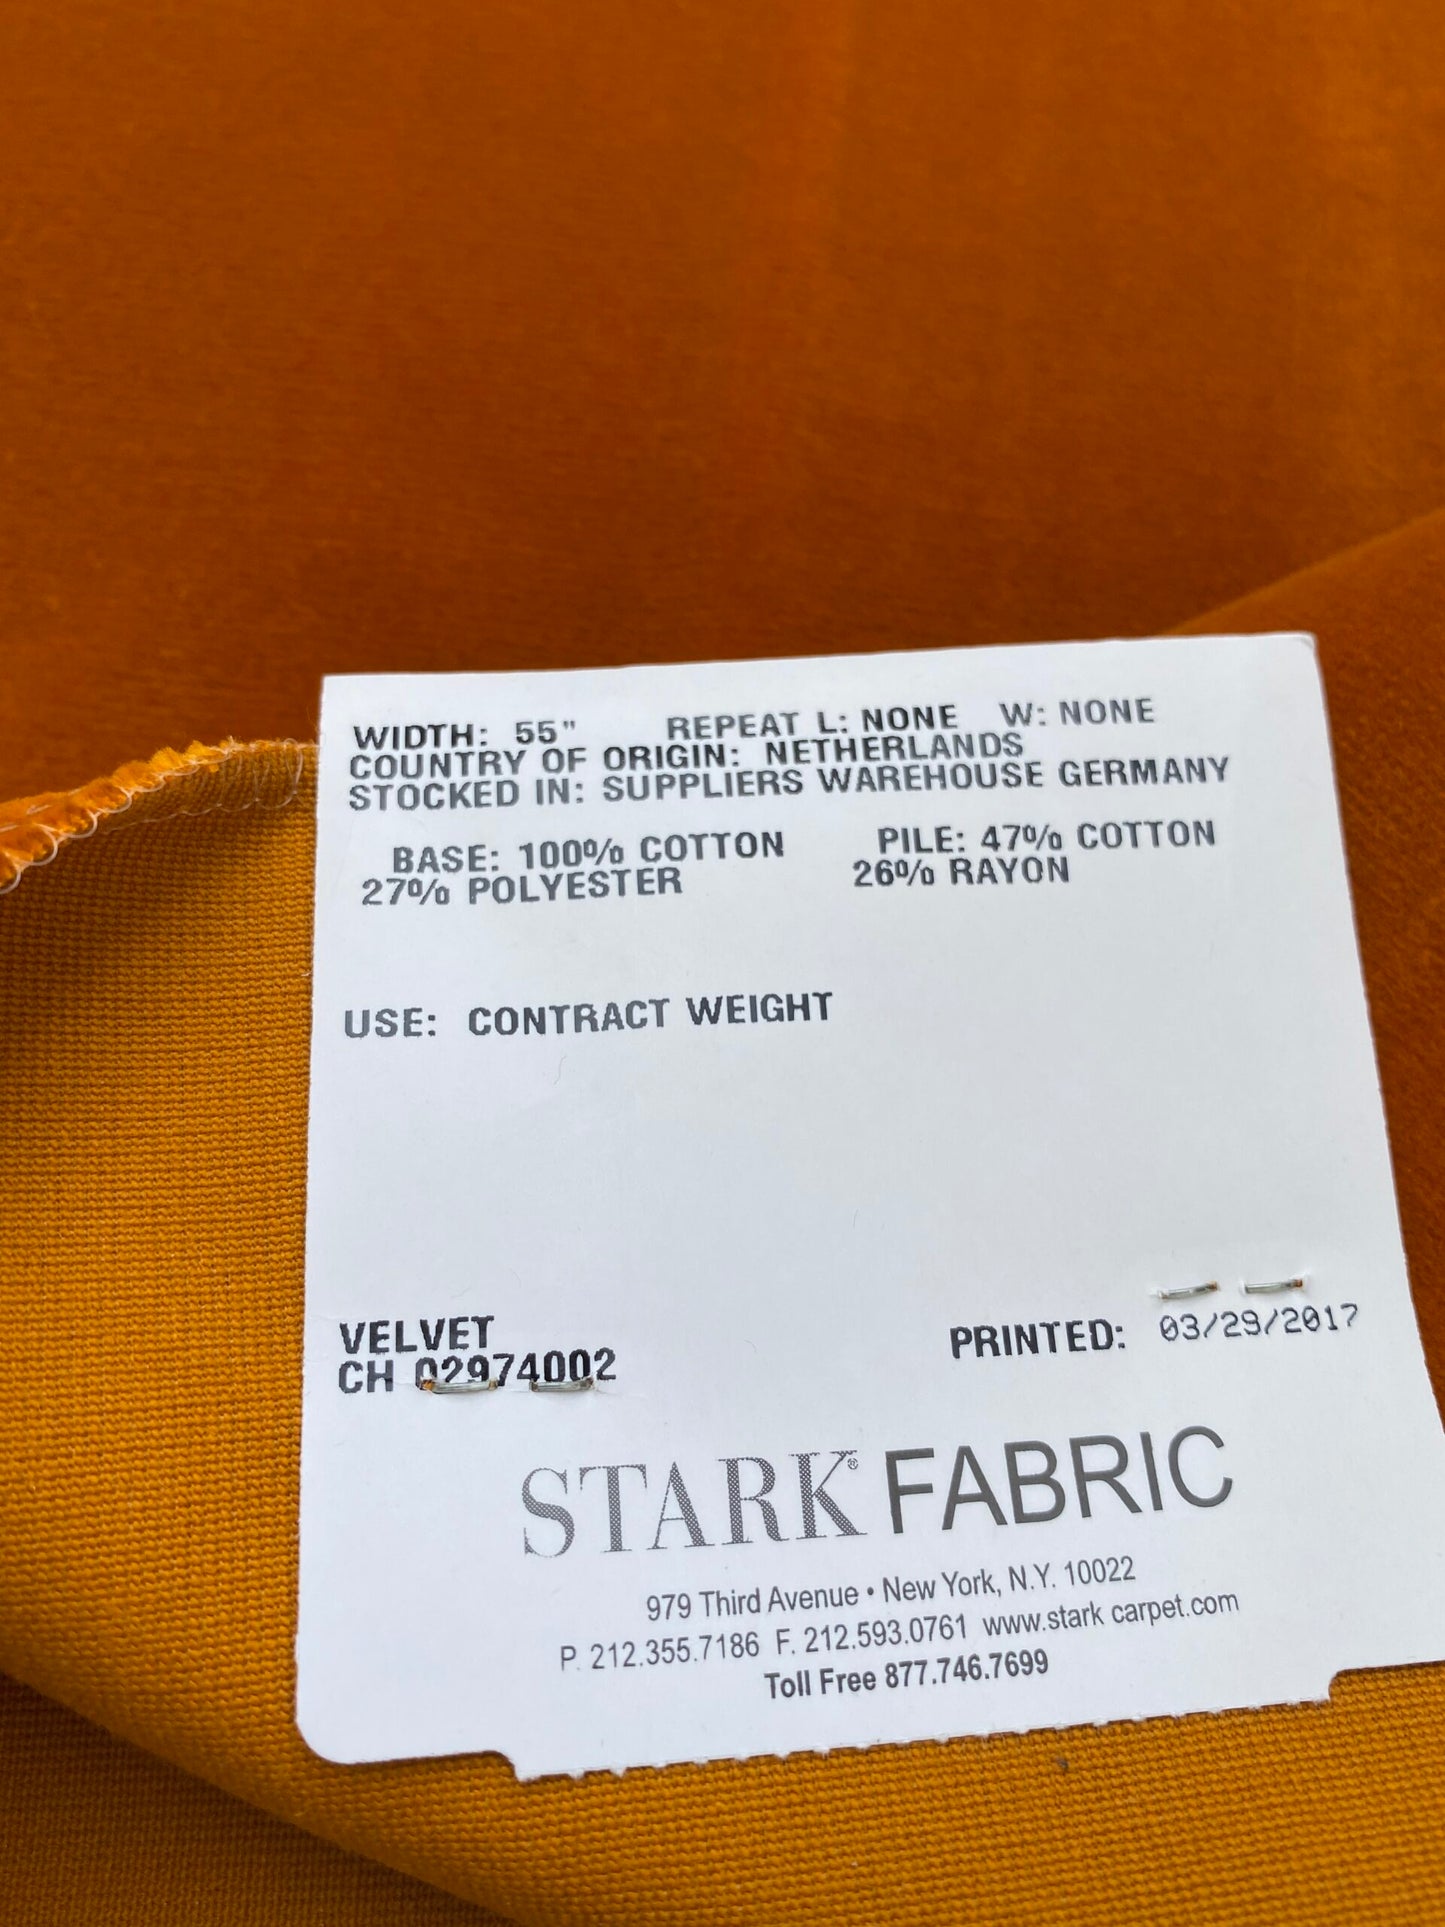 WIDTH: 55" REPEAT L: NONE W: NONE
COUNTRY OF ORIGIN: NETHERLANDS
STOCKED IN: SUPPLIERS WAREHOUSE GERMANY
BASE: 100% COTTON PILE: 47% COTTON
27% POLYESTER 26% RAYON
USE: CONTRACT WEIGHT
VELVET
CH 02974002 PRINTED: 03/29/2017
STARK® FABRIC
979 Third Avenue • New York, N.Y. 10022
P. 212.355.7186 F. 212.593.0761 www.stark carpet.com
Toll Free 877.746.7699